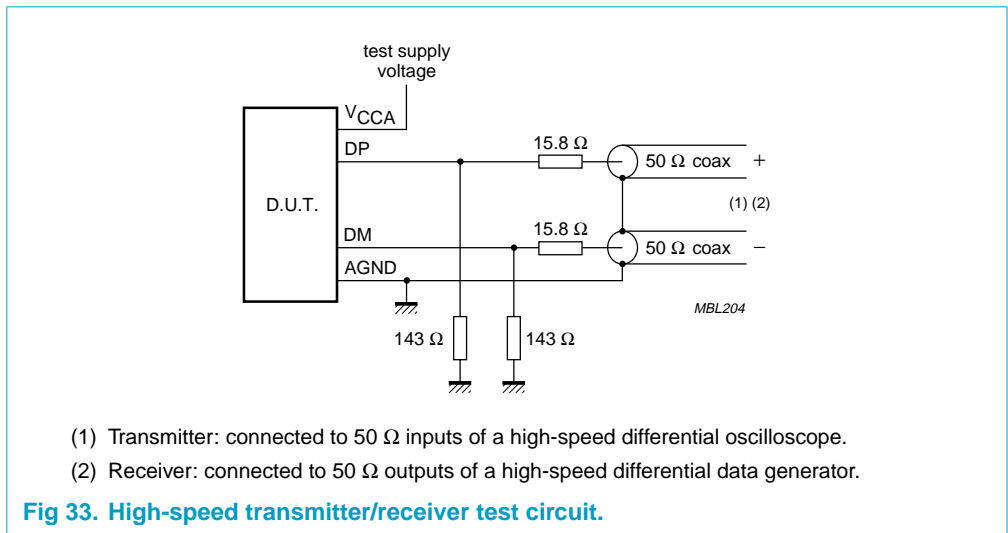 test supply
voltage
VCCA
DP
15.8 Ω
50 Ω coax
+
D.U.T.
(1) (2)
DM
15.8 Ω
50 Ω coax
−
AGND
MBL204
143 Ω
143 Ω
(1) Transmitter: connected to 50 Ω inputs of a high-speed differential oscilloscope.
(2) Receiver: connected to 50 Ω outputs of a high-speed differential data generator.
Fig 33. High-speed transmitter/receiver test circuit.